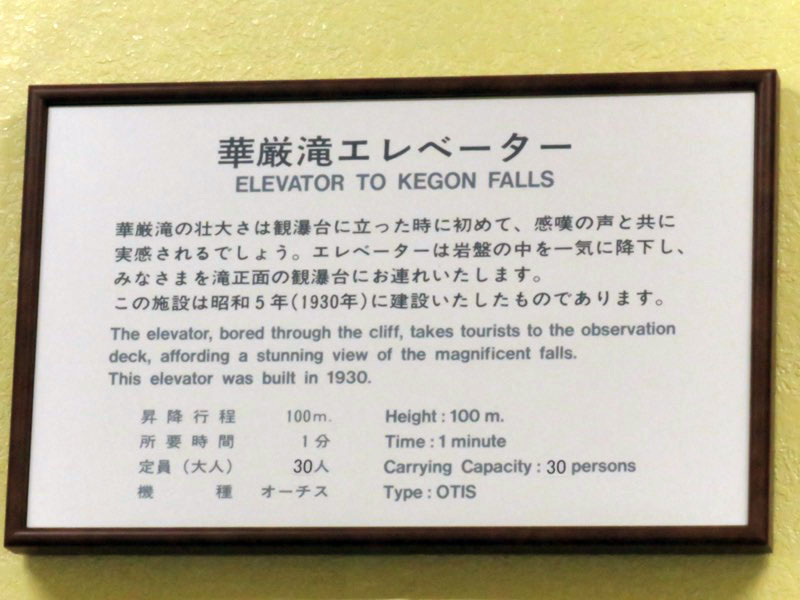 華厳滝エレベーター
ELEVATOR TO KEGON FALLS
華厳滝の壮大さは観瀑台に立った時に初めて、感嘆の声と共に
実感されるでしょう。エレベーターは岩盤の中を一気に降下し、
みなさまを滝正面の観瀑台にお連れいたします。
この施設は昭和5年(1930年)に建設いたしたものであります。
The elevator, bored through the cliff, takes tourists to the observation
deck, affording a stunning view of the magnificent falls.
This elevator was built in 1930.
昇降行程 100m. Height : 100 m.
所要時間 1分 Time : 1 minute
定員(大人) 30人 Carrying Capacity : 30 persons
機種 オーチス Type : OTIS